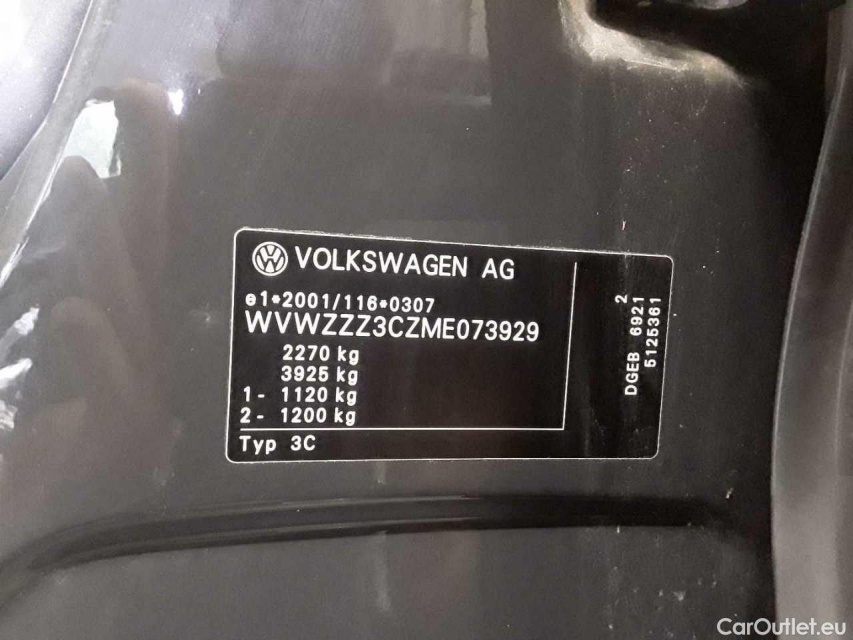 VOLKSWAGEN AG
e1*2001/116*0307
WVWZZZ3CZME073929
2270 kg
3925 kg
1- 1120 kg
2- 1200 kg
Typ 3C
2
DGEB 6921
5125361
CarOutlet.eu